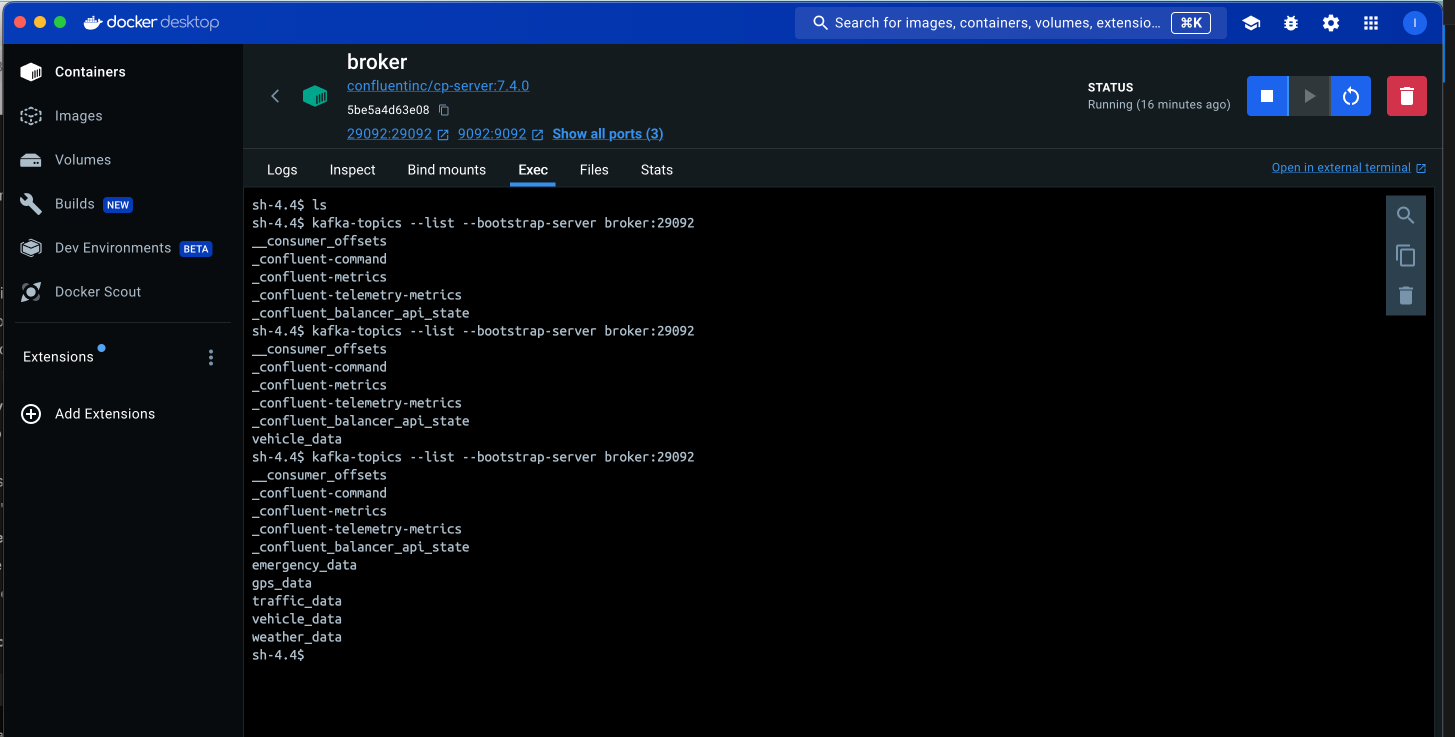 docker desktop
Search for images, containers, volumes, extensio... ⌘K
I
Containers
Images
Volumes
Builds NEW
Dev Environments BETA
Docker Scout
Extensions
Add Extensions
broker
confluentinc/cp-server:7.4.0
5be5a4d63e08
29092:29092 9092:9092 Show all ports (3)
STATUS
Running (16 minutes ago)
Logs Inspect Bind mounts Exec Files Stats
Open in external terminal
sh-4.4$ ls
sh-4.4$ kafka-topics --list --bootstrap-server broker:29092
__consumer_offsets
_confluent-command
_confluent-metrics
_confluent-telemetry-metrics
_confluent_balancer_api_state
sh-4.4$ kafka-topics --list --bootstrap-server broker:29092
__consumer_offsets
_confluent-command
_confluent-metrics
_confluent-telemetry-metrics
_confluent_balancer_api_state
vehicle_data
sh-4.4$ kafka-topics --list --bootstrap-server broker:29092
__consumer_offsets
_confluent-command
_confluent-metrics
_confluent-telemetry-metrics
_confluent_balancer_api_state
emergency_data
gps_data
traffic_data
vehicle_data
weather_data
sh-4.4$